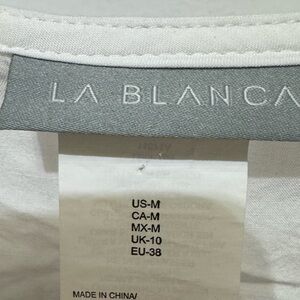 LA BLANCA
US-M
CA-M
MX-M
UK-10
EU-38
MADE IN CHINA/